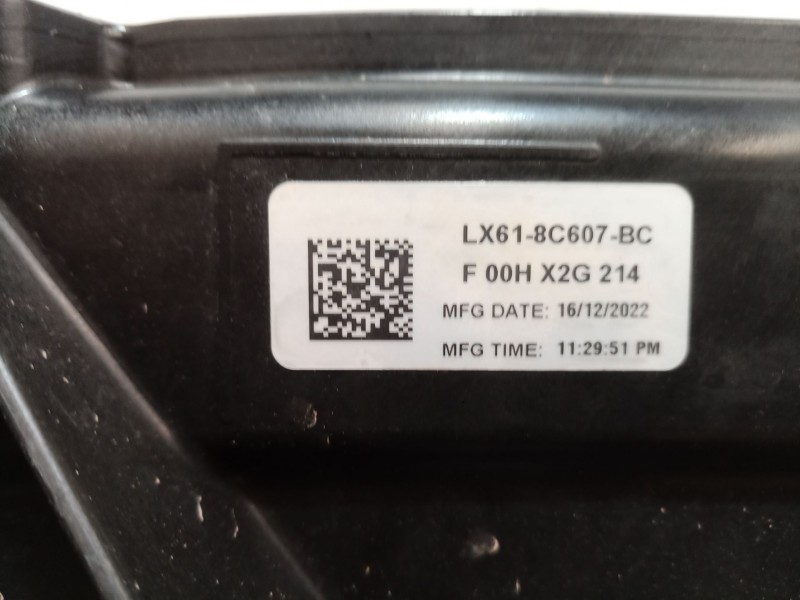 LX61-8C607-BC
F 00H X2G 214
MFG DATE: 16/12/2022
MFG TIME: 11:29:51 PM